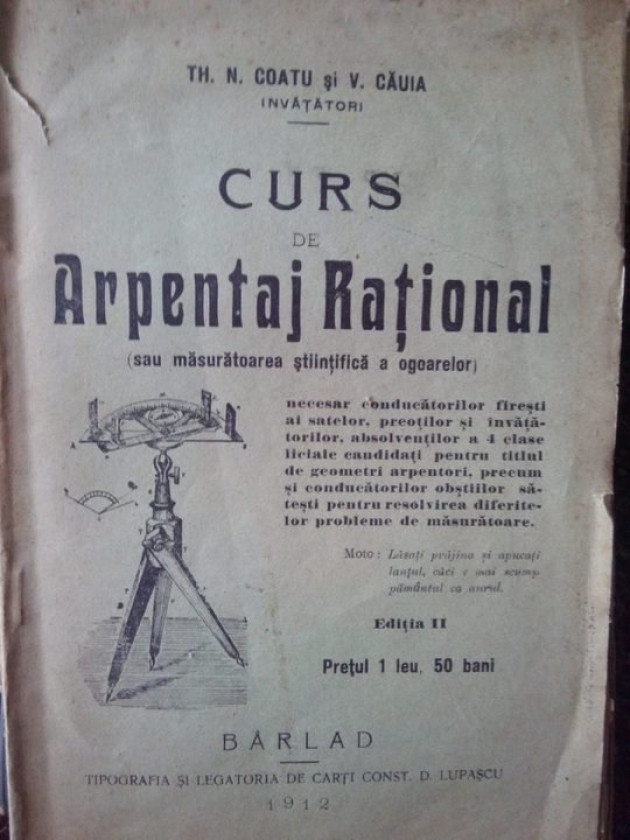 TH. N. COATU și V. CĂUIA
INVĂȚĂTORI
CURS
DE
Arpentaj Rațional
(sau măsurătoarea științifică a ogoarelor)
necesar conducătorilor firești
ai satelor, preoților și învăță-
torilor, absolvenților a 4 clase
liciale candidați pentru titlul
de geometri arpentori, precum
și conducătorilor obștiilor să-
tești pentru resolvirea diferite-
lor probleme de măsurătoare.
Moto: Lăsați prăjina și apucați
lanțul, căci e mai scump
pământul ca aurul.
Ediția II
Prețul 1 leu, 50 bani
BÂRLAD
TIPOGRAFIA ȘI LEGATORIA DE CARȚI CONST. D. LUPAȘCU
1912